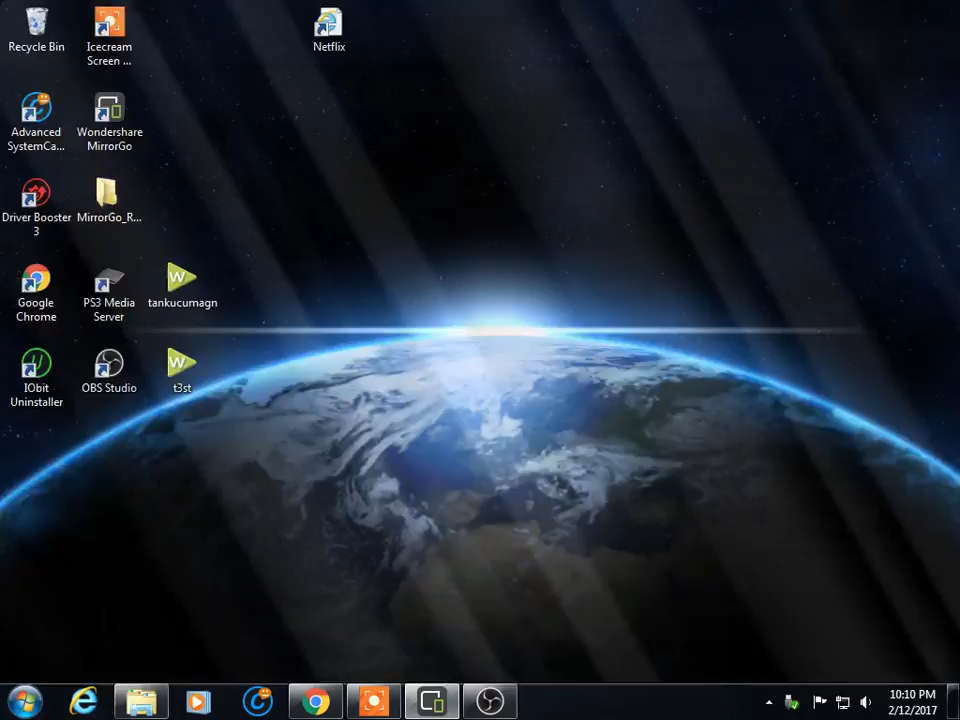 Recycle Bin
Icecream
Screen ...
Netflix
Advanced
SystemCa...
Wondershare
MirrorGo
Driver Booster
3
MirrorGo_R...
Google
Chrome
PS3 Media
Server
tankucumagn
IObit
Uninstaller
OBS Studio
t3st
10:10 PM
2/12/2017